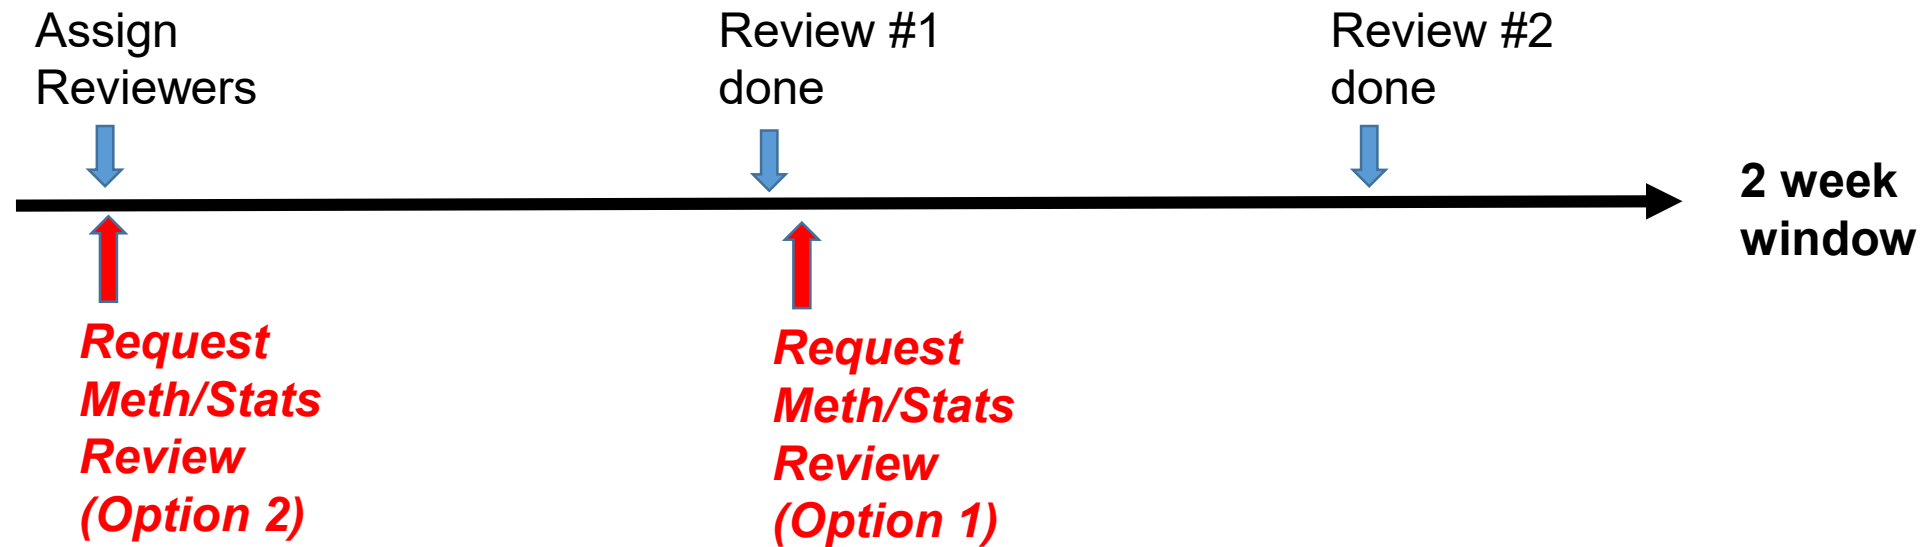 Assign
Reviewers
Review #1
done
Review #2
done
2 week
window
Request
Meth/Stats
Review
(Option 2)
Request
Meth/Stats
Review
(Option 1)